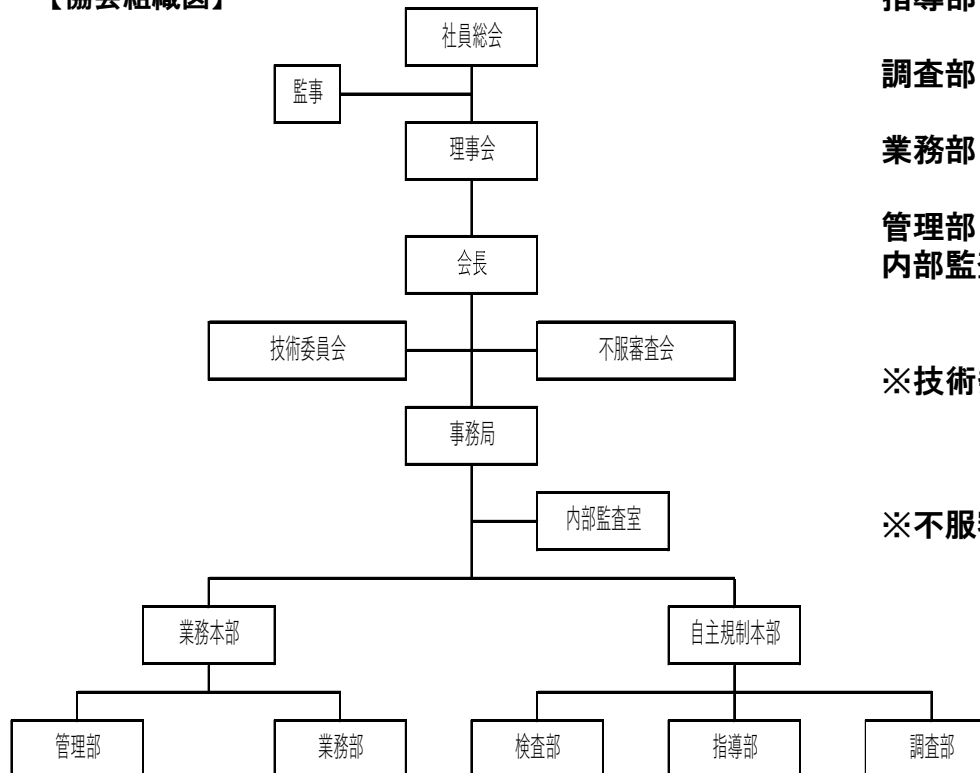 【協会組織図】
社員総会
監事
理事会
会長
技術委員会
不服審査会
事務局
内部監査室
業務本部
自主規制本部
管理部
業務部
検査部
指導部
調査部
指導部
調査部
業務部
管理部
内部監査
※技術
※不服